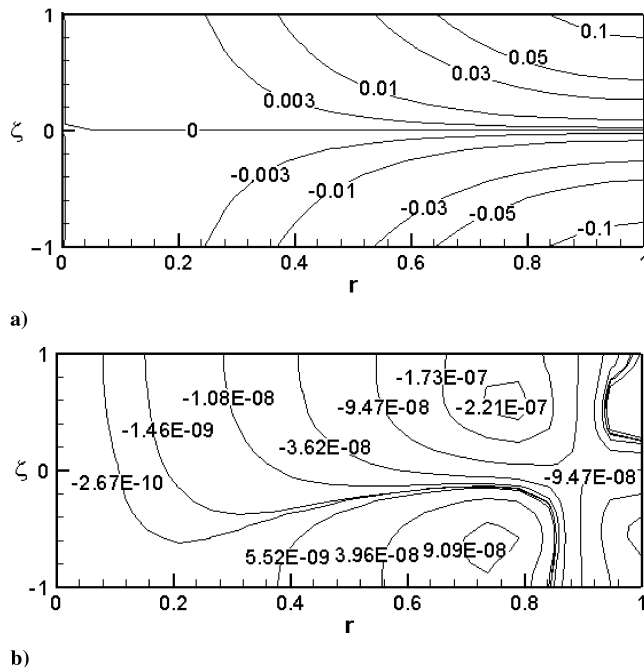 1
0.1
0.05
0.03
0.01
0.003
ζ
0
0
-0.003
-0.01
-0.03
-0.05
-0.1
-1
0
0.2
0.4
0.6
0.8
1
r
a)
1
-1.73E-07
-1.08E-08
-9.47E-08
-2.21E-07
-1.46E-09
-3.62E-08
ζ
0
-2.67E-10
-9.47E-08
5.52E-09
3.96E-08
9.09E-08
-1
0
0.2
0.4
0.6
0.8
1
r
b)